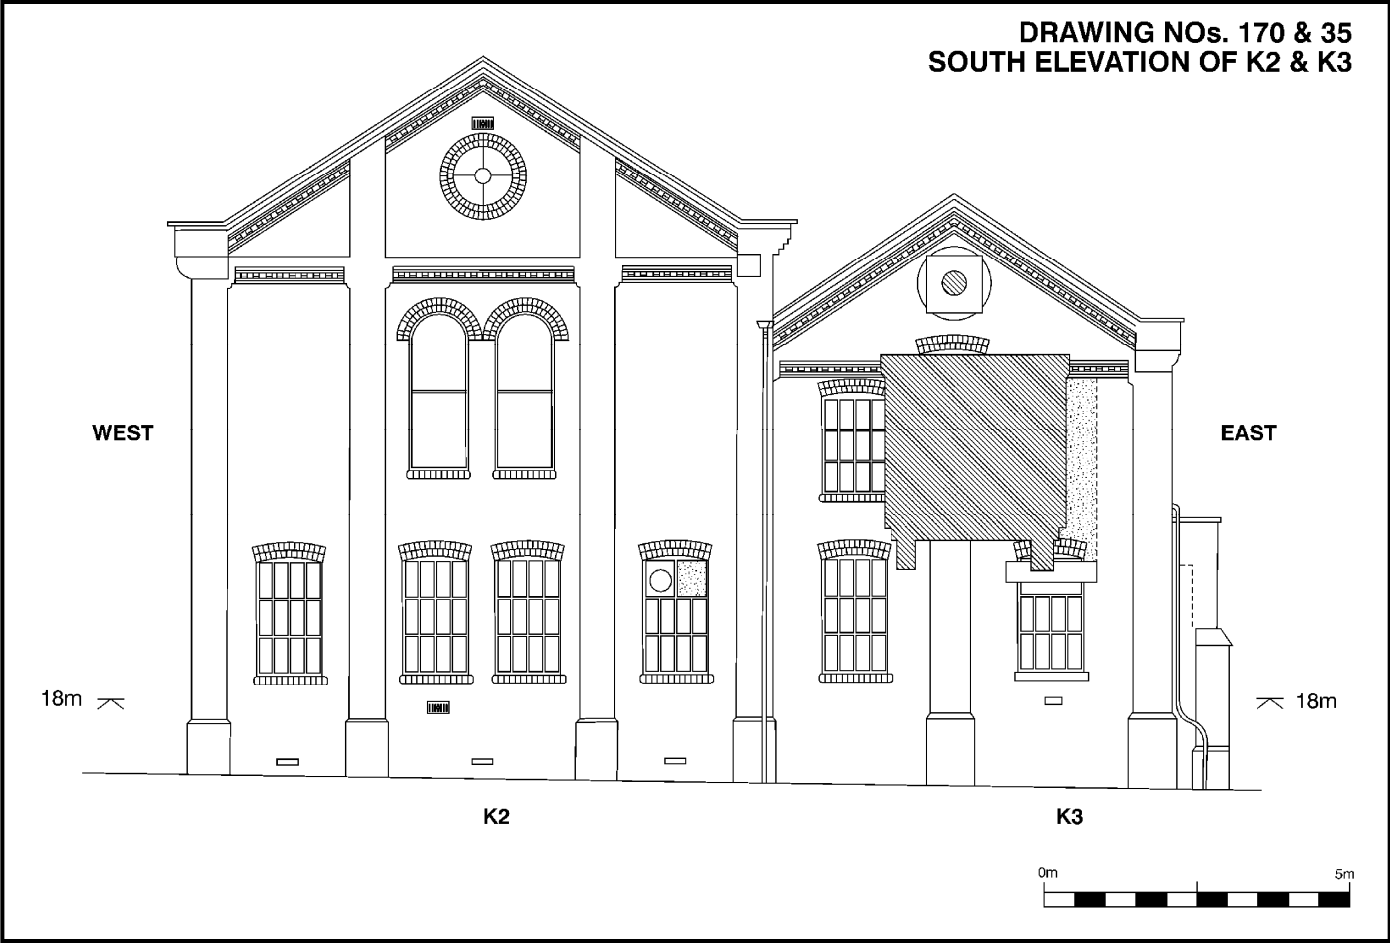 DRAWING NOs. 170 & 35
SOUTH ELEVATION OF K2 & K3
WEST
EAST
18m
18m
K2
K3
0m
5m